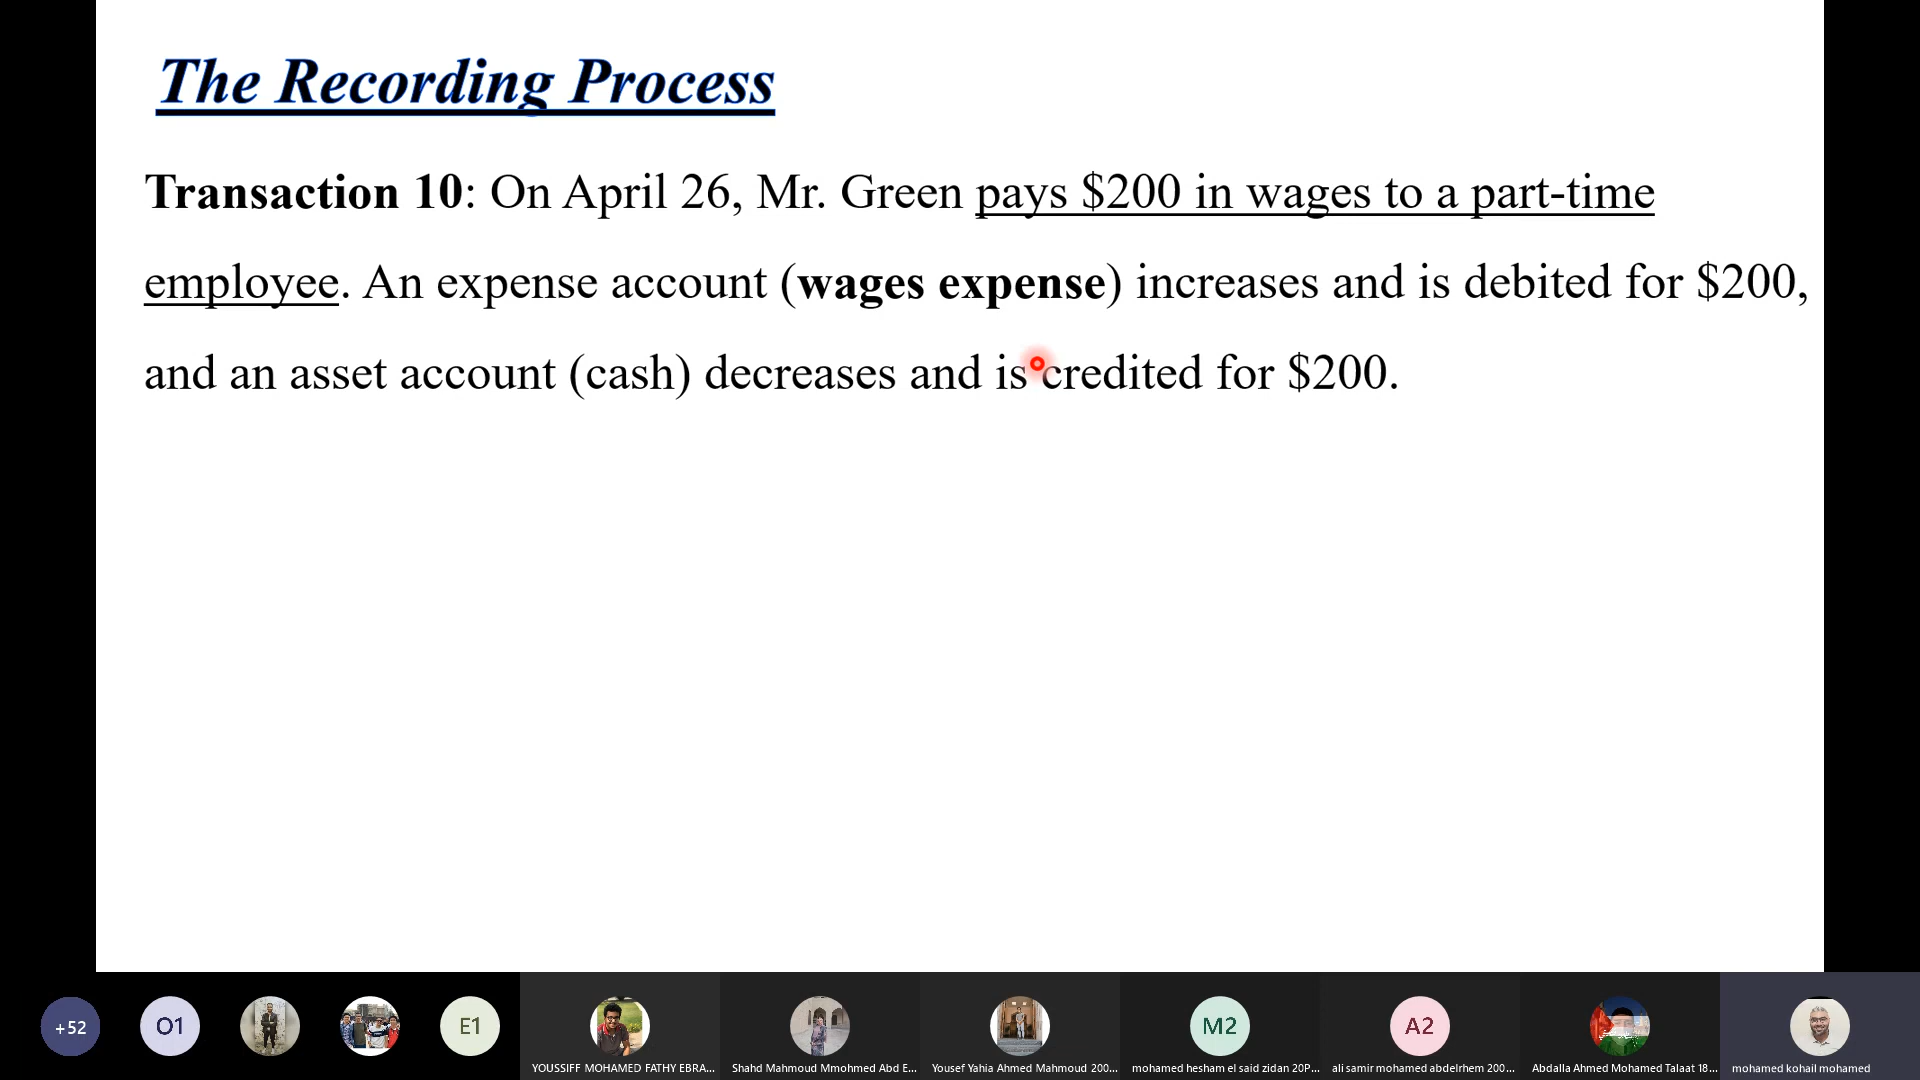 The Recording Process
Transaction 10: On April 26, Mr. Green pays $200 in wages to a part-time
employee. An expense account (wages expense) increases and is debited for $200,
and an asset account (cash) decreases and is credited for $200.
+52
O1
E1
M2
A2
YOUSSIFF MOHAMED FATHY EBRA...
Shahd Mahmoud Mmohmed Abd E...
Yousef Yahia Ahmed Mahmoud 200...
mohamed hesham el said zidan 20P...
ali samir mohamed abdelrhem 200...
Abdalla Ahmed Mohamed Talaat 18...
mohamed kohail mohamed